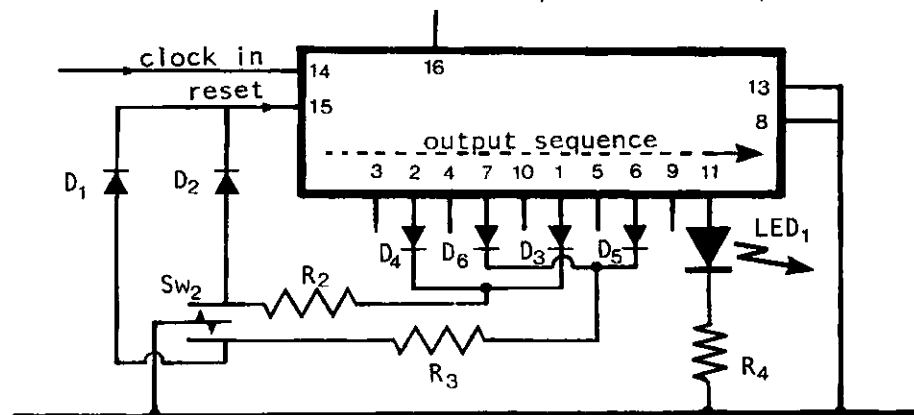 clock in
14
16
13
reset
15
8
output sequence
3 2 4 7 10 1 5 6 9 11
D1
D2
D4
D6
D3
D5
LED1
Sw2
R2
R3
R4